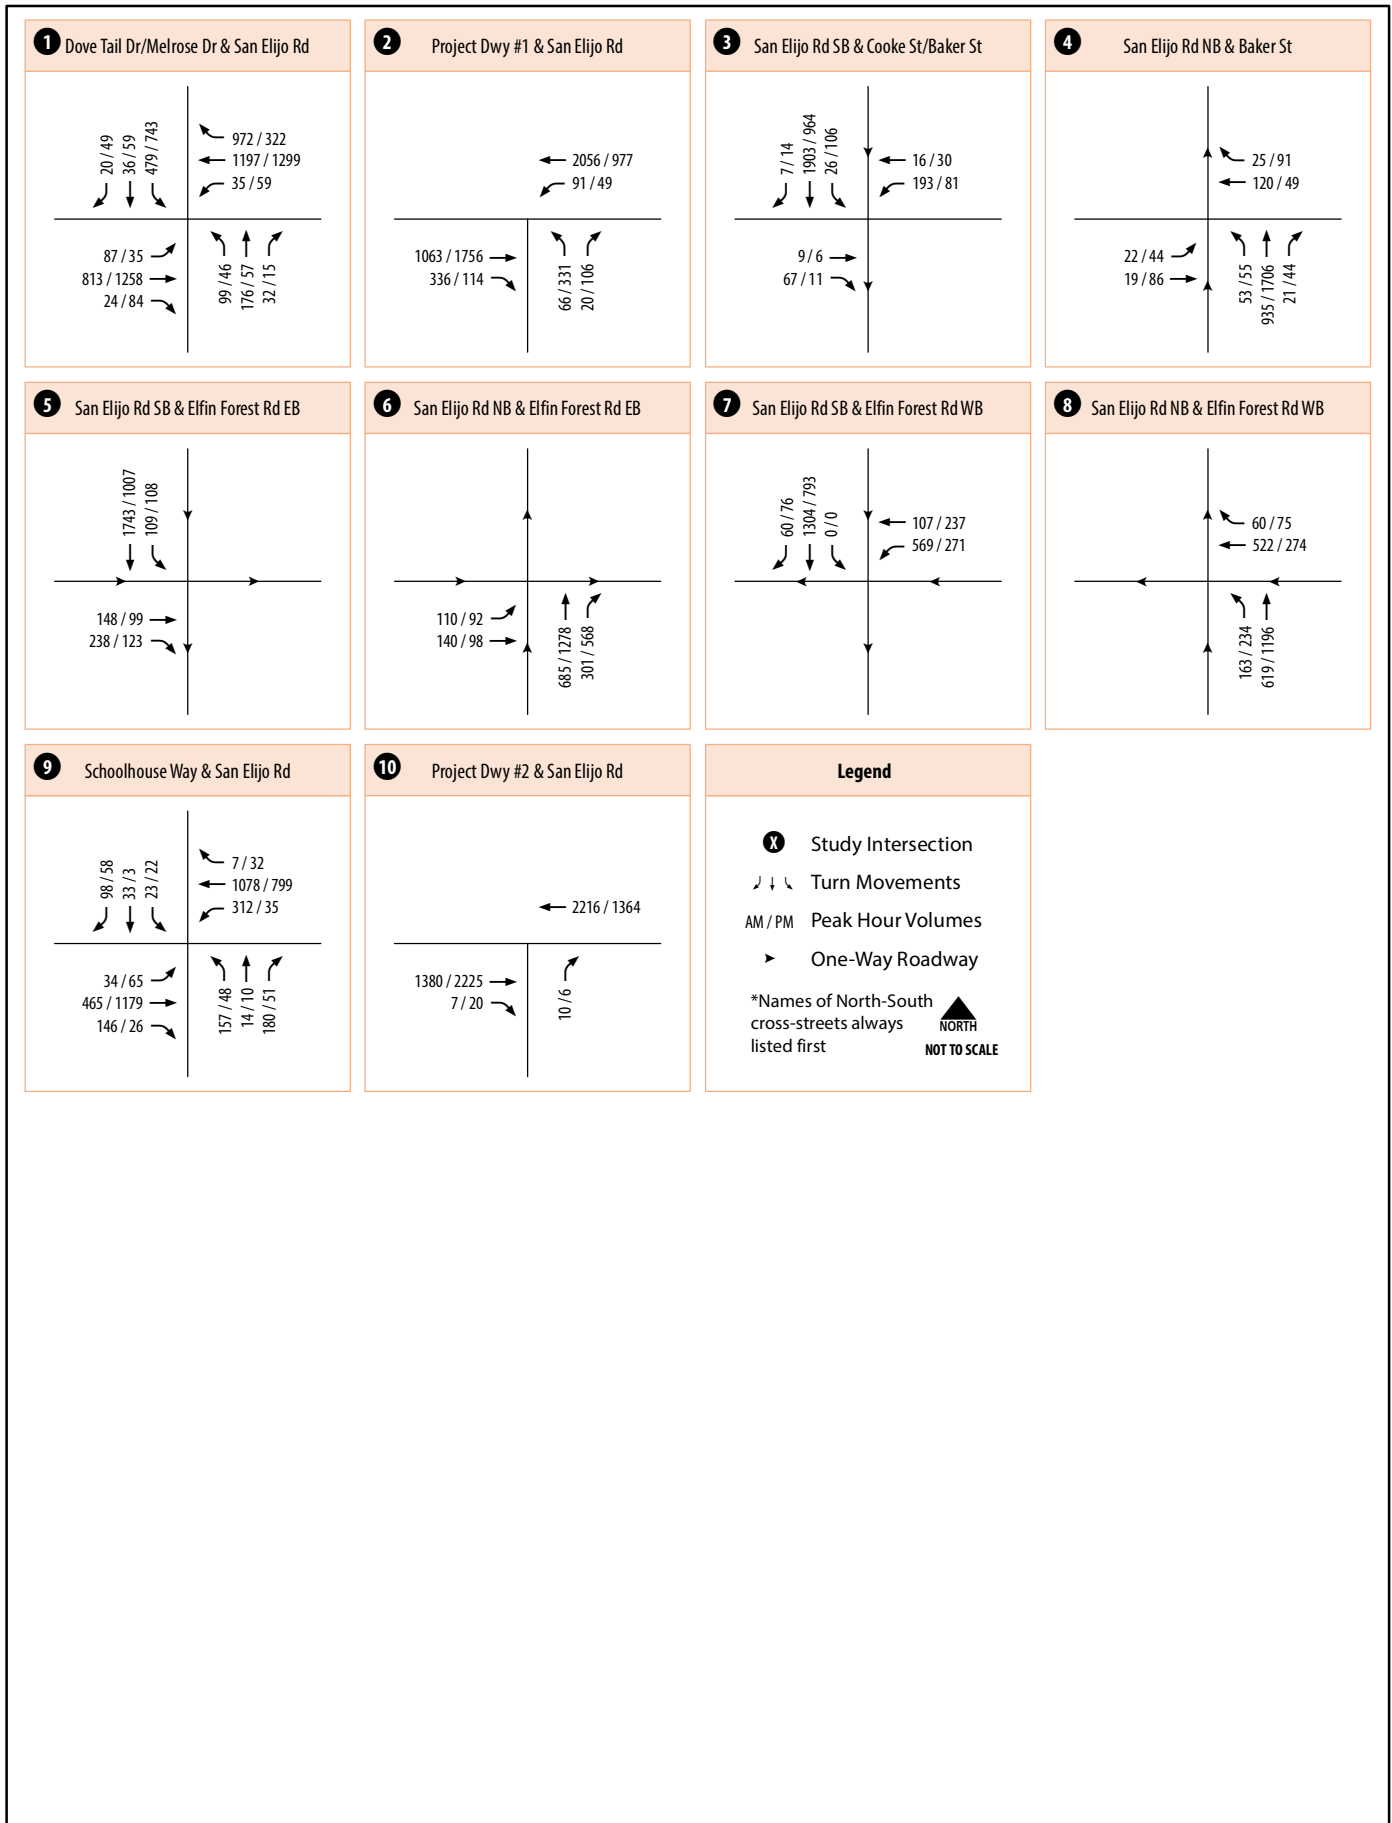 1 Dove Tail Dr/Melrose Dr & San Elijo Rd
20 / 49
36 / 59
479 / 743
972 / 322
1197 / 1299
35 / 59
87 / 35
813 / 1258
24 / 84
99 / 46
176 / 57
32 / 15
2 Project Dwy #1 & San Elijo Rd
2056 / 977
91 / 49
1063 / 1756
336 / 114
66 / 331
20 / 106
3 San Elijo Rd SB & Cooke St/Baker St
7 / 14
1903 / 964
26 / 106
16 / 30
193 / 81
9 / 6
67 / 11
4 San Elijo Rd NB & Baker St
25 / 91
120 / 49
22 / 44
19 / 86
53 / 55
935 / 1706
21 / 44
5 San Elijo Rd SB & Elfin Forest Rd EB
1743 / 1007
109 / 108
148 / 99
238 / 123
6 San Elijo Rd NB & Elfin Forest Rd EB
110 / 92
140 / 98
685 / 1278
301 / 568
7 San Elijo Rd SB & Elfin Forest Rd WB
60 / 76
1304 / 793
0 / 0
107 / 237
569 / 271
8 San Elijo Rd NB & Elfin Forest Rd WB
60 / 75
522 / 274
163 / 234
619 / 1196
9 Schoolhouse Way & San Elijo Rd
98 / 58
33 / 3
23 / 22
7 / 32
1078 / 799
312 / 35
34 / 65
465 / 1179
146 / 26
157 / 48
14 / 10
180 / 51
10 Project Dwy #2 & San Elijo Rd
2216 / 1364
1380 / 2225
7 / 20
10 / 6
Legend
X Study Intersection
Turn Movements
AM / PM Peak Hour Volumes
One-Way Roadway
*Names of North-South
cross-streets always
listed first
NORTH
NOT TO SCALE